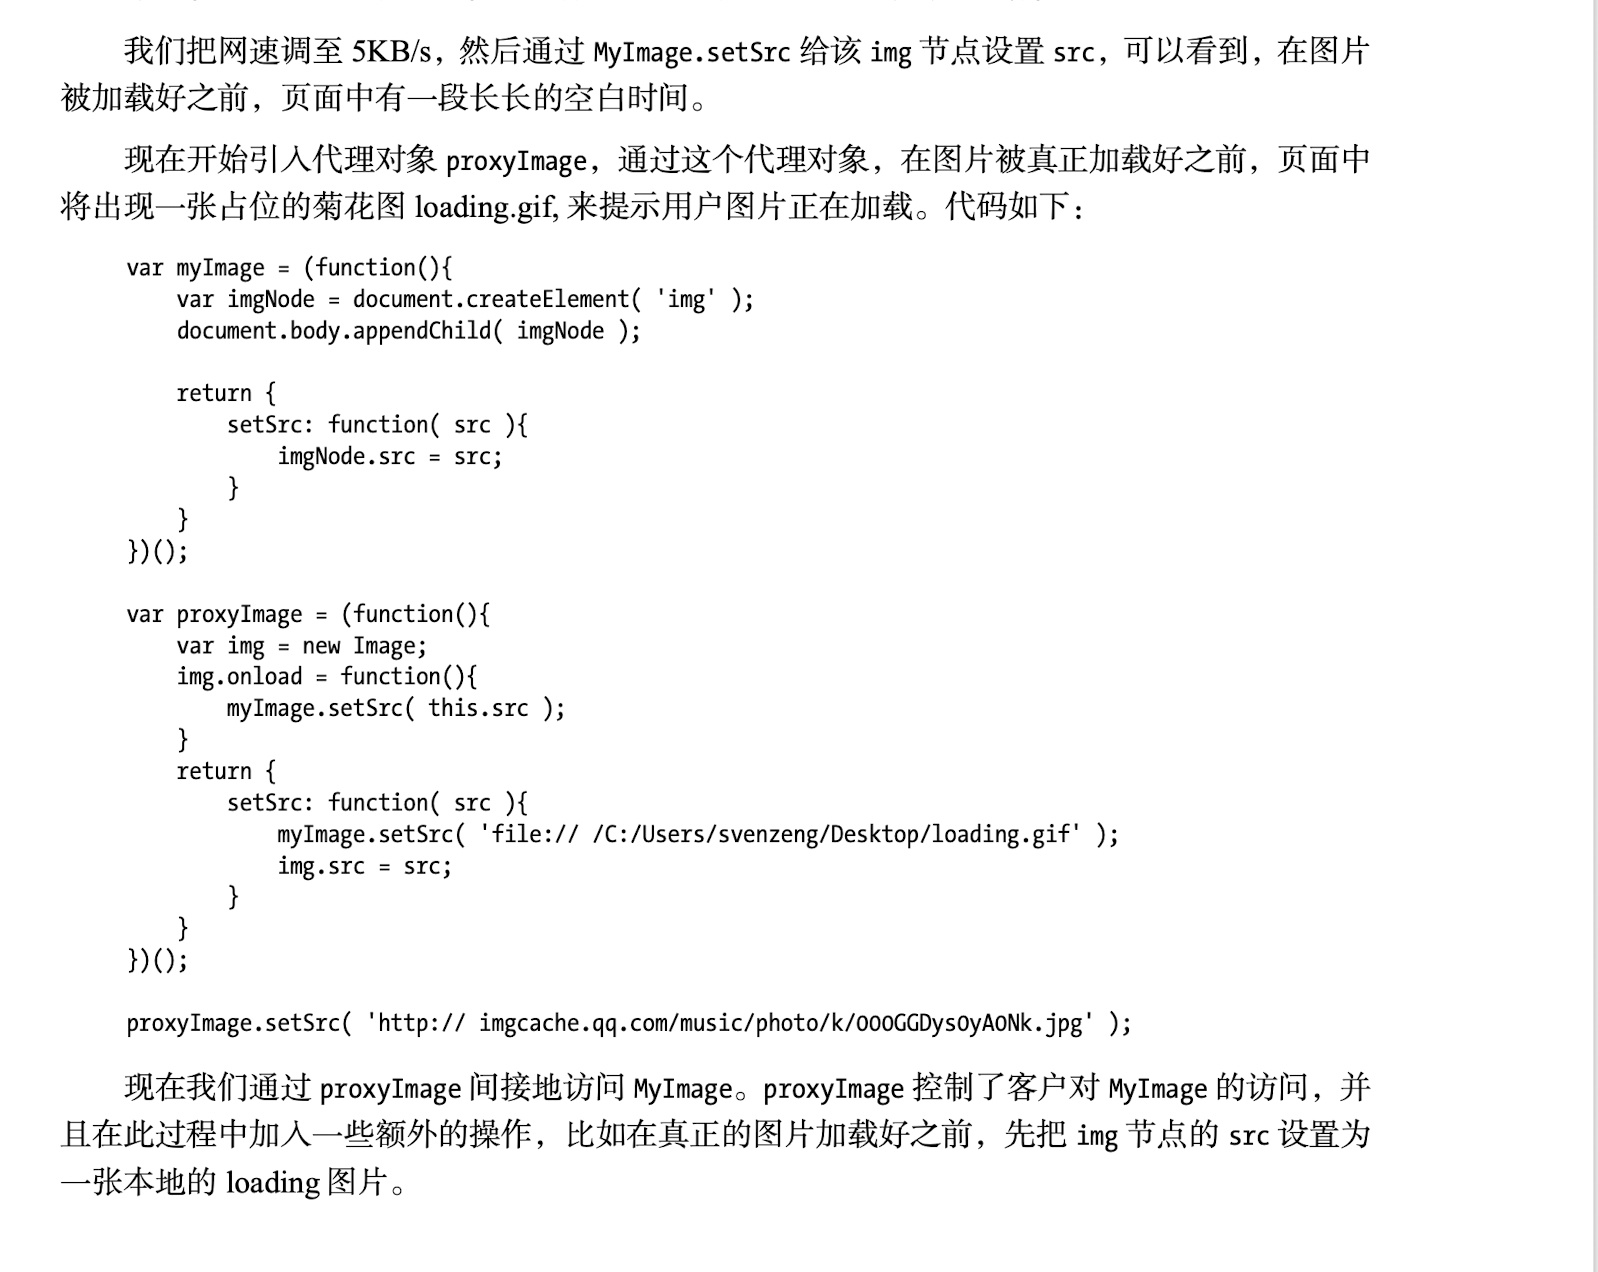 我们把网速调至 5KB/s，然后通过 MyImage.setSrc 给该 img 节点设置 src，可以看到，在图片
被加载好之前，页面中有一段长长的空白时间。
现在开始引入代理对象 proxyImage，通过这个代理对象，在图片被真正加载好之前，页面中
将出现一张占位的菊花图 loading.gif, 来提示用户图片正在加载。代码如下：
var myImage = (function(){
    var imgNode = document.createElement( 'img' );
    document.body.appendChild( imgNode );
    return {
        setSrc: function( src ){
            imgNode.src = src;
        }
    }
})();
var proxyImage = (function(){
    var img = new Image;
    img.onload = function(){
        myImage.setSrc( this.src );
    }
    return {
        setSrc: function( src ){
            myImage.setSrc( 'file:// /C:/Users/svenzeng/Desktop/loading.gif' );
            img.src = src;
        }
    }
})();
proxyImage.setSrc( 'http:// imgcache.qq.com/music/photo/k/000GGDys0yA0Nk.jpg' );
现在我们通过 proxyImage 间接地访问 MyImage。proxyImage 控制了客户对 MyImage 的访问，并
且在此过程中加入一些额外的操作，比如在真正的图片加载好之前，先把 img 节点的 src 设置为
一张本地的 loading 图片。